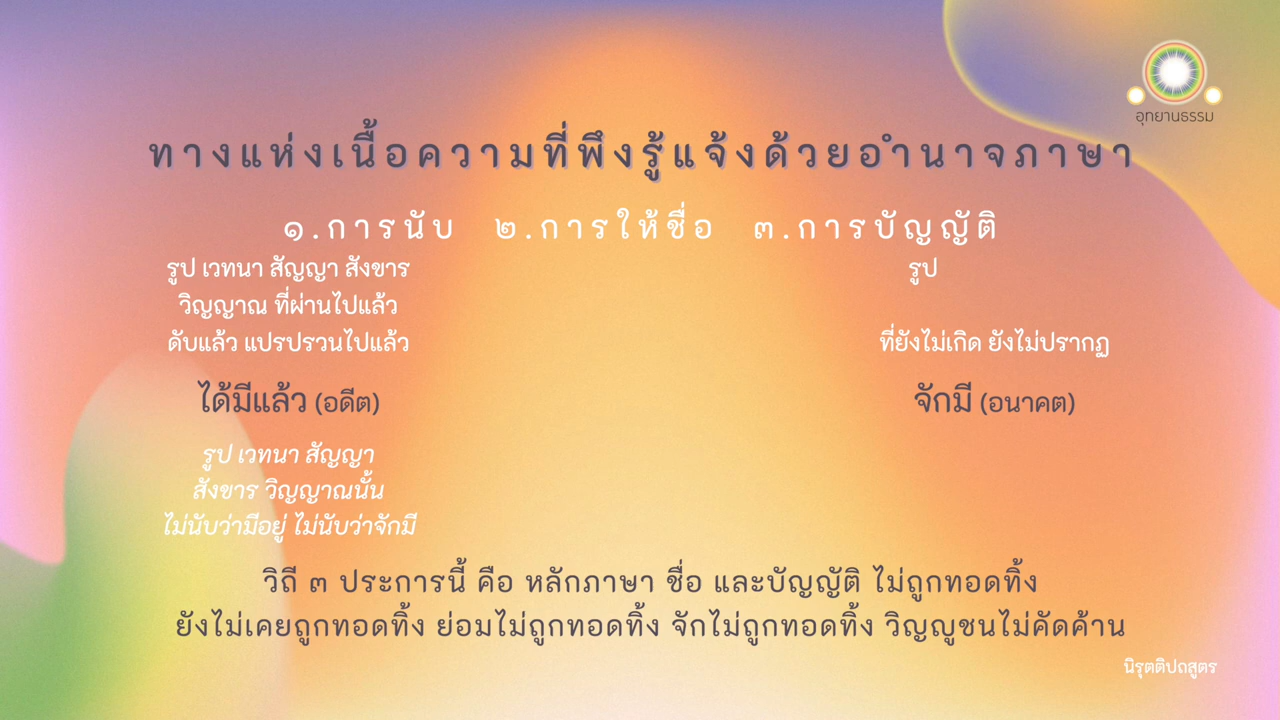 อุทยานธรรม
ทางแห่งเนื้อความที่พึงรู้แจ้งด้วยอำนาจภาษา
๑.การนับ ๒.การให้ชื่อ ๓.การบัญญัติ
รูป เวทนา สัญญา สังขาร
วิญญาณ ที่ผ่านไปแล้ว
ดับแล้ว แปรปรวนไปแล้ว
ได้มีแล้ว (อดีต)
รูป เวทนา สัญญา
สังขาร วิญญาณนั้น
ไม่นับว่ามีอยู่ ไม่นับว่าจักมี
รูป
ที่ยังไม่เกิด ยังไม่ปรากฏ
จักมี (อนาคต)
วิถี ๓ ประการนี้ คือ หลักภาษา ชื่อ และบัญญัติ ไม่ถูกทอดทิ้ง
ยังไม่เคยถูกทอดทิ้ง ย่อมไม่ถูกทอดทิ้ง จักไม่ถูกทอดทิ้ง วิญญูชนไม่คัดค้าน
นิรุตติปถสูตร